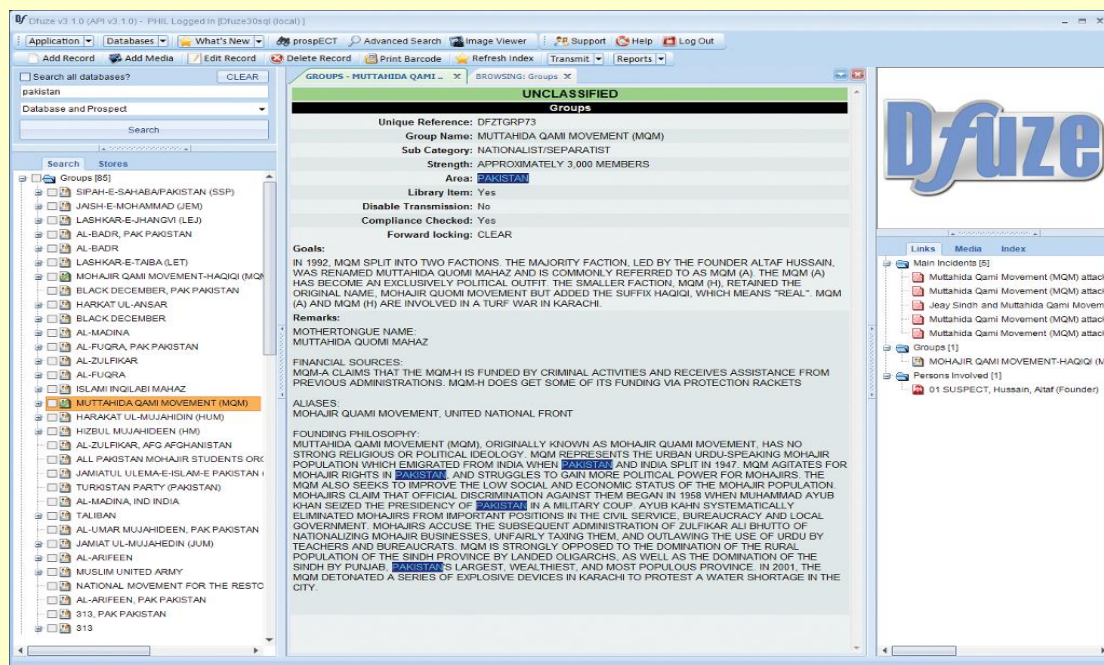 Dfuze v3.1.0 (API v3.1.0) - PHIL Logged in [Dfuze30sql (local) ]
Application Databases What's New prospECT Advanced Search Image Viewer Support Help Log Out
Add Record Add Media Edit Record Delete Record Print Barcode Refresh Index Transmit Reports
Search all databases? CLEAR
pakistan
Database and Prospect
Search
Search Stores
Groups [85]
SIPAH-E-SAHABA/PAKISTAN (SSP)
JAISH-E-MOHAMMAD (JEM)
LASHKAR-E-JHANGVI (LEJ)
AL-BADR, PAK PAKISTAN
AL-BADR
LASHKAR-E-TAIBA (LET)
MOHAJIR QAMI MOVEMENT-HAQIQI (MQM
BLACK DECEMBER, PAK PAKISTAN
HARKAT UL-ANSAR
BLACK DECEMBER
AL-MADINA
AL-FUQRA, PAK PAKISTAN
AL-ZULFIKAR
AL-FUQRA
ISLAMI INQILABI MAHAZ
MUTTAHIDA QAMI MOVEMENT (MQM)
HARAKAT UL-MUJAHIDIN (HUM)
HIZBUL MUJAHIDEEN (HM)
AL-ZULFIKAR, AFG AFGHANISTAN
ALL PAKISTAN MOHAJIR STUDENTS ORG
JAMIATUL ULEMA-E-ISLAM-E PAKISTAN (
TURKISTAN PARTY (PAKISTAN)
AL-MADINA, IND INDIA
TALIBAN
AL-UMAR MUJAHIDEEN, PAK PAKISTAN
JAMIAT UL-MUJAHEDIN (JUM)
AL-ARIFEEN
MUSLIM UNITED ARMY
NATIONAL MOVEMENT FOR THE RESTO
AL-ARIFEEN, PAK PAKISTAN
313, PAK PAKISTAN
313
GROUPS - MUTTAHIDA QAMI ... X BROWSING: Groups X
UNCLASSIFIED
Groups
Unique Reference: DFZTGRP73
Group Name: MUTTAHIDA QAMI MOVEMENT (MQM)
Sub Category: NATIONALIST/SEPARATIST
Strength: APPROXIMATELY 3,000 MEMBERS
Area: PAKISTAN
Library Item: Yes
Disable Transmission: No
Compliance Checked: Yes
Forward locking: CLEAR
Goals:
IN 1992, MQM SPLIT INTO TWO FACTIONS. THE MAJORITY FACTION, LED BY THE FOUNDER ALTAF HUSSAIN,
WAS RENAMED MUTTAHIDA QUOMI MAHAZ AND IS COMMONLY REFERRED TO AS MQM (A). THE MQM (A)
HAS BECOME AN EXCLUSIVELY POLITICAL OUTFIT. THE SMALLER FACTION, MQM (H), RETAINED THE
ORIGINAL NAME, MOHAJIR QUOMI MOVEMENT BUT ADDED THE SUFFIX HAQIQI, WHICH MEANS "REAL". MQM
(A) AND MQM (H) ARE INVOLVED IN A TURF WAR IN KARACHI.
Remarks:
MOTHERTONGUE NAME:
MUTTAHIDA QUOMI MAHAZ
FINANCIAL SOURCES:
MQM-A CLAIMS THAT THE MQM-H IS FUNDED BY CRIMINAL ACTIVITIES AND RECEIVES ASSISTANCE FROM
PREVIOUS ADMINISTRATIONS. MQM-H DOES GET SOME OF ITS FUNDING VIA PROTECTION RACKETS
ALIASES:
MOHAJIR QUAMI MOVEMENT, UNITED NATIONAL FRONT
FOUNDING PHILOSOPHY:
MUTTAHIDA QAMI MOVEMENT (MQM), ORIGINALLY KNOWN AS MOHAJIR QUAMI MOVEMENT, HAS NO
STRONG RELIGIOUS OR POLITICAL IDEOLOGY. MQM REPRESENTS THE URBAN URDU-SPEAKING MOHAJIR
POPULATION WHICH EMIGRATED FROM INDIA WHEN PAKISTAN AND INDIA SPLIT IN 1947. MQM AGITATES FOR
MOHAJIR RIGHTS IN PAKISTAN, AND STRUGGLES TO GAIN MORE POLITICAL POWER FOR MOHAJIRS. THE
MQM ALSO SEEKS TO IMPROVE THE LOW SOCIAL AND ECONOMIC STATUS OF THE MOHAJIR POPULATION.
MOHAJIRS CLAIM THAT OFFICIAL DISCRIMINATION AGAINST THEM BEGAN IN 1958 WHEN MUHAMMAD AYUB
KHAN SEIZED THE PRESIDENCY OF PAKISTAN IN A MILITARY COUP. AYUB KAHN SYSTEMATICALLY
ELIMINATED MOHAJIRS FROM IMPORTANT POSITIONS IN THE CIVIL SERVICE, BUREAUCRACY AND LOCAL
GOVERNMENT. MOHAJIRS ACCUSE THE SUBSEQUENT ADMINISTRATION OF ZULFIKAR ALI BHUTTO OF
NATIONALIZING MOHAJIR BUSINESSES, UNFAIRLY TAXING THEM, AND OUTLAWING THE USE OF URDU BY
TEACHERS AND BUREAUCRATS. MQM IS STRONGLY OPPOSED TO THE DOMINATION OF THE RURAL
POPULATION OF THE SINDH PROVINCE BY LANDED OLIGARCHS, AS WELL AS THE DOMINATION OF THE
SINDH BY PUNJAB, PAKISTAN'S LARGEST, WEALTHIEST, AND MOST POPULOUS PROVINCE. IN 2001, THE
MQM DETONATED A SERIES OF EXPLOSIVE DEVICES IN KARACHI TO PROTEST A WATER SHORTAGE IN THE
CITY.
Dfuze
Links Media Index
Main Incidents [5]
Muttahida Qami Movement (MQM) attack
Muttahida Qami Movement (MQM) attack
Jeay Sindh and Muttahida Qami Movem
Muttahida Qami Movement (MQM) attack
Muttahida Qami Movement (MQM) attack
Groups [1]
MOHAJIR QAMI MOVEMENT-HAQIQI (M
Persons Involved [1]
01 SUSPECT, Hussain, Altaf (Founder)